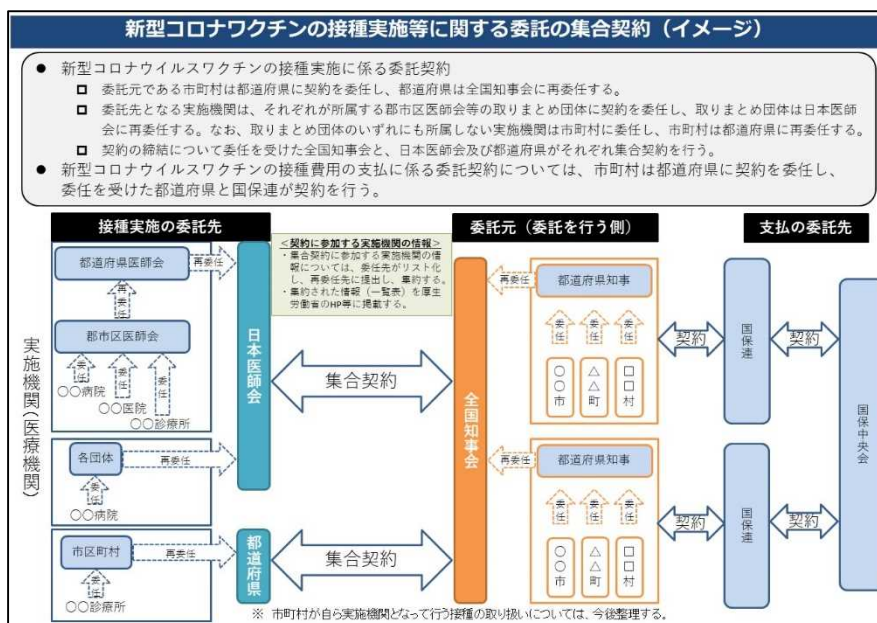 新型コロナワクチンの接種実施等に関する委託の集合契約（イメージ）
● 新型コロナウイルスワクチンの接種実施に係る委託契約
□ 委託元である市町村は都道府県に契約を委任し、都道府県は全国知事会に再委任する。
□ 委託先となる実施機関は、それぞれが所属する郡市区医師会等の取りまとめ団体に契約を委任し、取りまとめ団体は日本医師
会に再委任する。なお、取りまとめ団体のいずれにも所属しない実施機関は市町村に委任し、市町村は都道府県に再委任する。
□ 契約の締結について委任を受けた全国知事会と、日本医師会及び都道府県がそれぞれ集合契約を行う。
● 新型コロナウイルスワクチンの接種費用の支払に係る委託契約については、市町村は都道府県に契約を委任し、
委任を受けた都道府県と国保連が契約を行う。
接種実施の委託先
委託元（委託を行う側）
支払の委託先
＜契約に参加する実施機関の情報＞
・集合契約に参加する実施機関の情
報については、委任先がリスト化
し、再委任先に提出し、集約する。
・集約された情報（一覧表）を厚生
労働省のHP等に掲載する。
実施機関（医療機関）
都道府県医師会
再委任
再委任
郡市区医師会
委任
委任
委任
〇〇病院
〇〇医院
〇〇診療所
各団体
再委任
委任
〇〇病院
市区町村
再委任
委任
〇〇診療所
日本医師会
都道府県
集合契約
集合契約
全国知事会
再委任
都道府県知事
委任
委任
委任
〇〇市
△△町
□□村
再委任
都道府県知事
委任
委任
委任
〇〇市
△△町
□□村
契約
国保連
契約
契約
国保連
契約
国保中央会
※ 市町村が自ら実施機関となって行う接種の取り扱いについては、今後整理する。